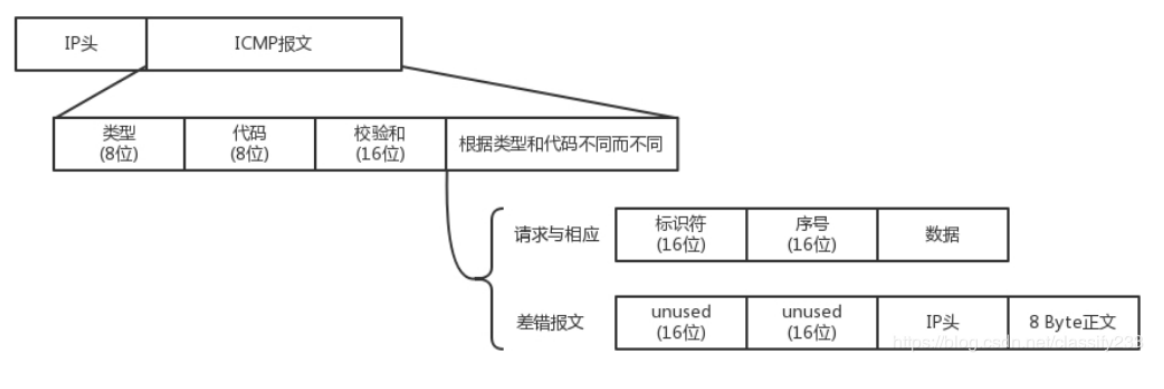 IP头
ICMP报文
类型
(8位)
代码
(8位)
校验和
(16位)
根据类型和代码不同而不同
请求与相应
标识符
(16位)
序号
(16位)
数据
差错报文
unused
(16位)
unused
(16位)
IP头
8 Byte正文
https://blog.csdn.net/classify238